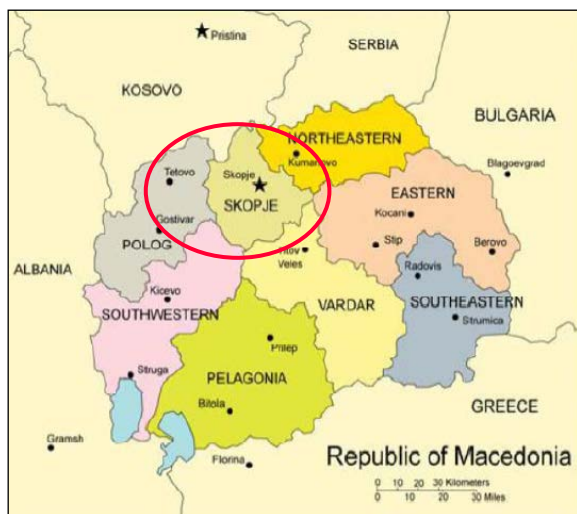 Pristina
SERBIA
KOSOVO
BULGARIA
NORTHEASTERN
Kumanovo
Blagoevgrad
Tetovo
Skopje
EASTERN
SKOPJE
Kocani
Gostivar
POLOG
Stip
Berovo
Titov
Veles
ALBANIA
Radovis
Kicevo
VARDAR
SOUTHEASTERN
SOUTHWESTERN
Strumica
Prilep
Struga
PELAGONIA
Bitola
GREECE
Gramsh
Florina
Republic of Macedonia
0 10 20 30 Kilometers
0 10 20 30 Miles